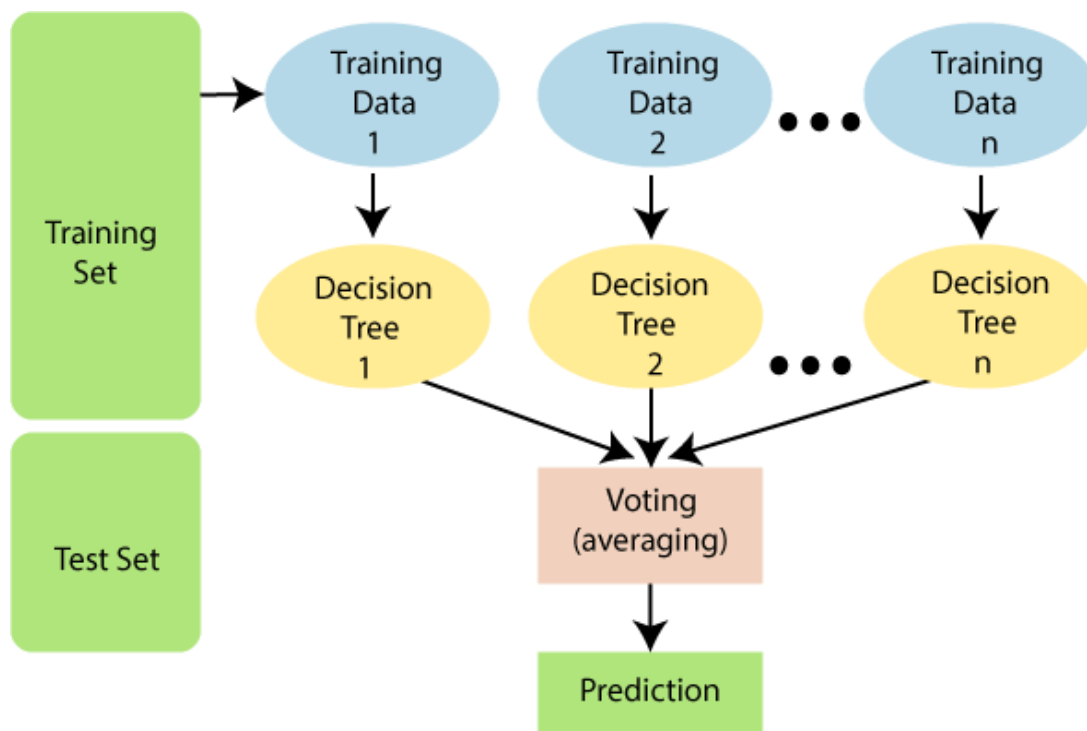 Training
Set
Test Set
Training
Data
1
Training
Data
2
Training
Data
n
Decision
Tree
1
Decision
Tree
2
Decision
Tree
n
Voting
(averaging)
Prediction